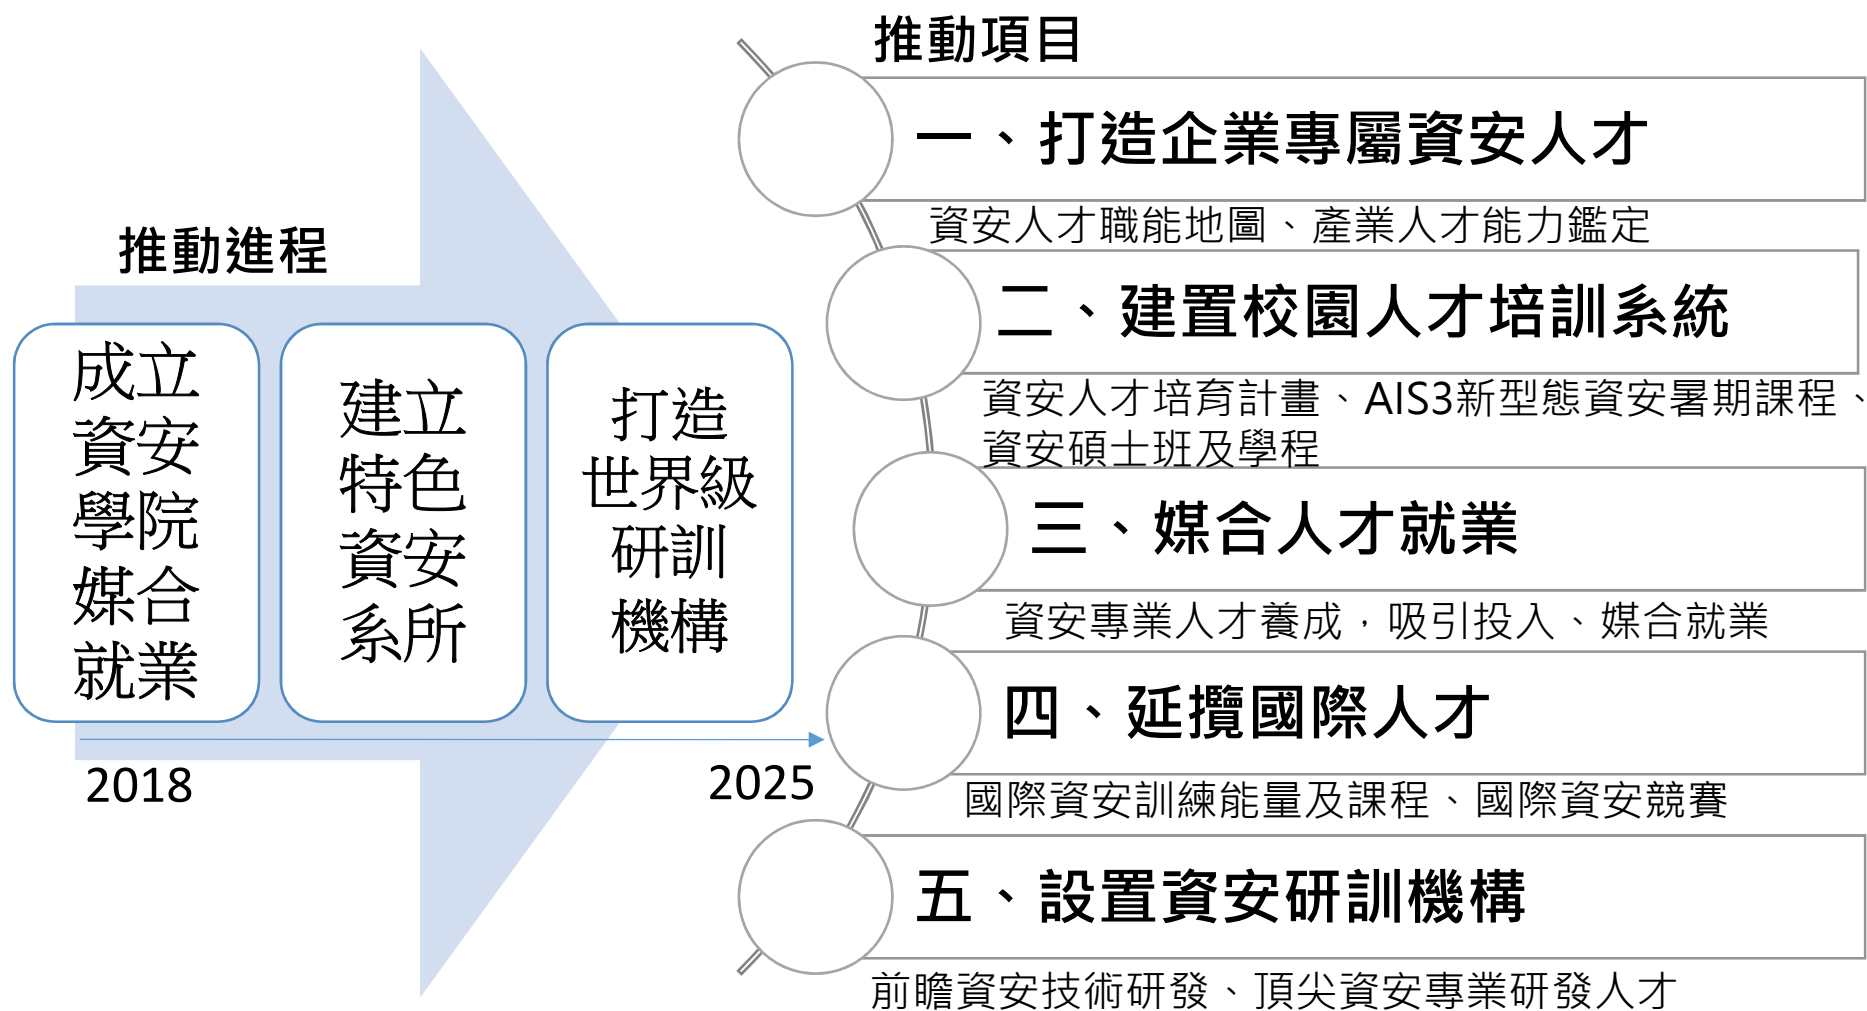 推動進程
成立
資安
學院
媒合
就業
建立
特色
資安
系所
打造
世界級
研訓
機構
2018
2025
推動項目
一、打造企業專屬資安人才
資安人才職能地圖、產業人才能力鑑定
二、建置校園人才培訓系統
資安人才培育計畫、AIS3新型態資安暑期課程、
資安碩士班及學程
三、媒合人才就業
資安專業人才養成，吸引投入、媒合就業
四、延攬國際人才
國際資安訓練能量及課程、國際資安競賽
五、設置資安研訓機構
前瞻資安技術研發、頂尖資安專業研發人才